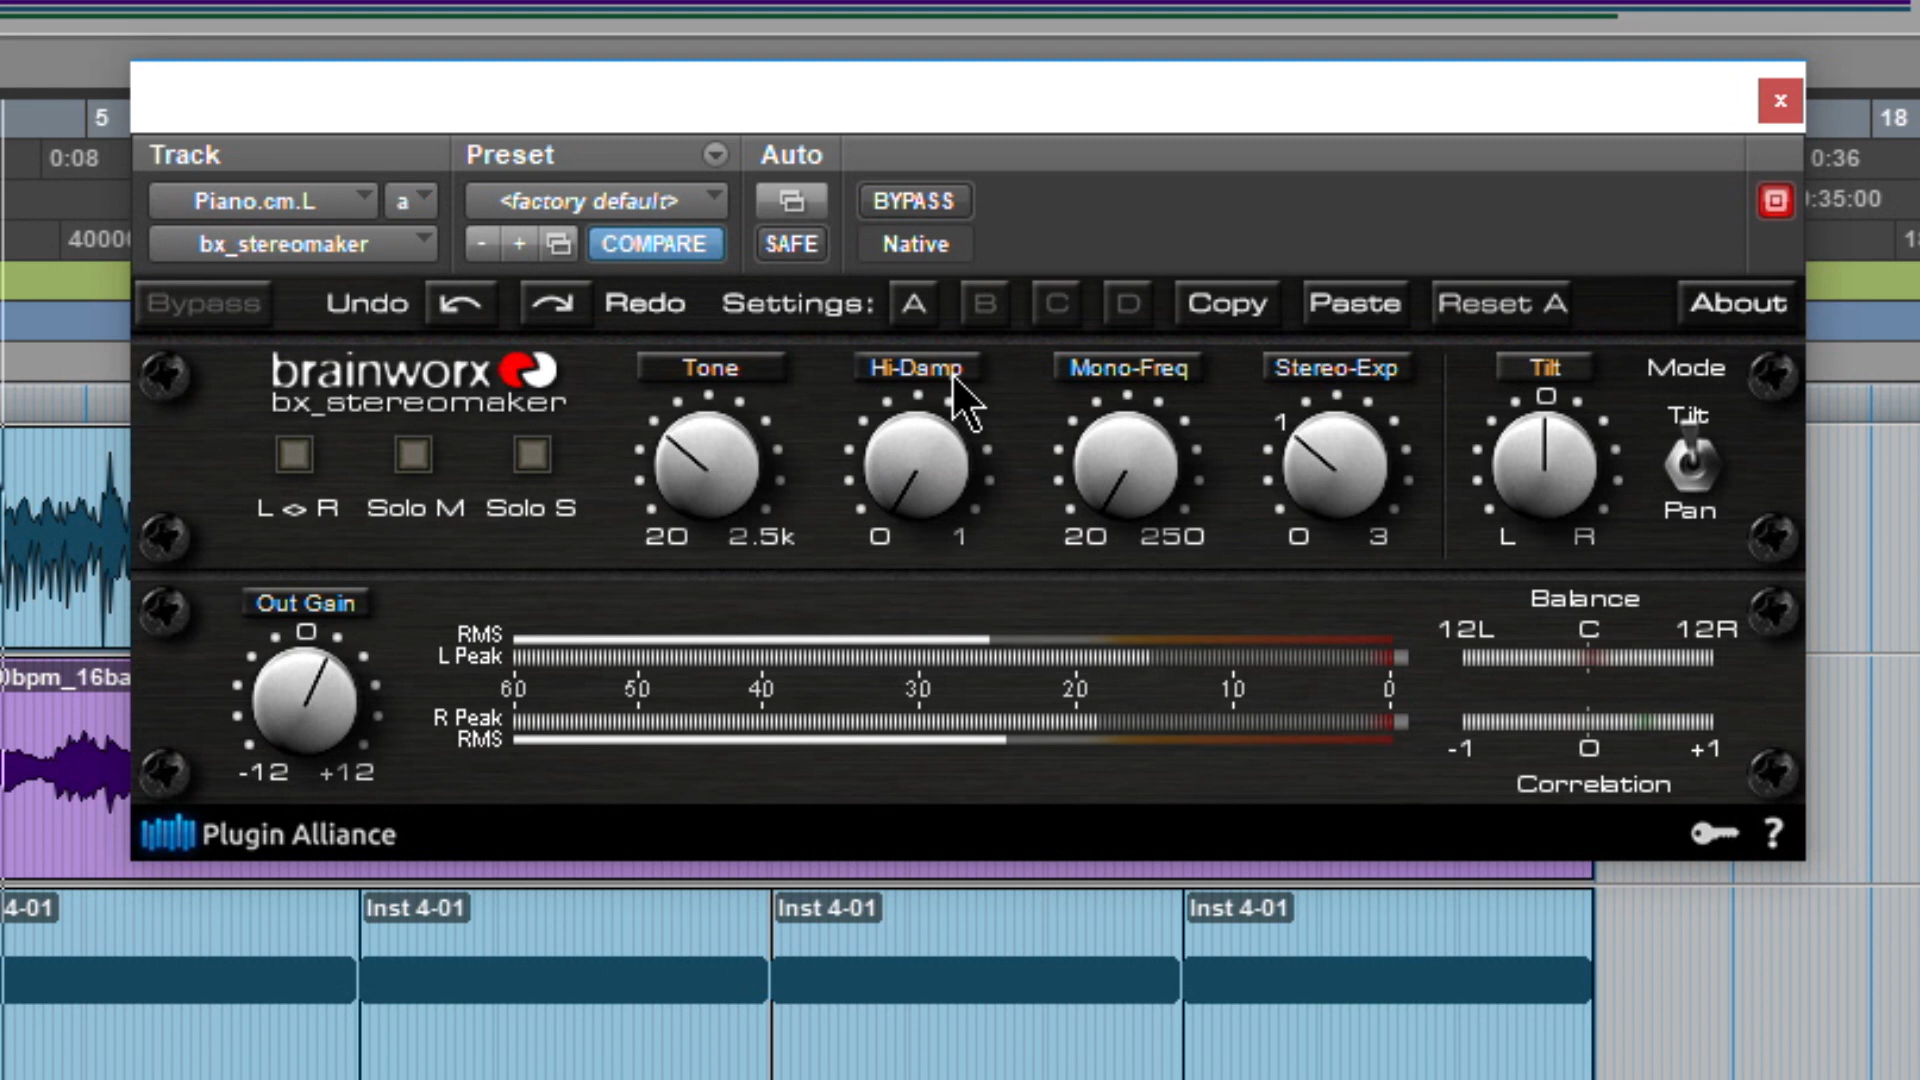 5
18
0:08
0:36
:35:00
Track
Preset
Auto
Piano.cm.L
a
<factory default>
BYPASS
bx_stereomaker
-
+
COMPARE
SAFE
Native
x
Bypass
Undo
Redo
Settings:
A
B
C
D
Copy
Paste
Reset A
About
brainworx
bx_stereomaker
Tone
Hi-Damp
Mono-Freq
Stereo-Exp
Tilt
Mode
0
Tilt
1
L <> R
Solo M
Solo S
Pan
20
2.5k
0
1
20
250
0
3
L
R
Out Gain
0
-12
+12
RMS
L Peak
60
50
40
30
20
10
0
R Peak
RMS
Balance
12L
C
12R
-1
0
+1
Correlation
0bpm_16ba
Plugin Alliance
?
4-01
Inst 4-01
Inst 4-01
Inst 4-01